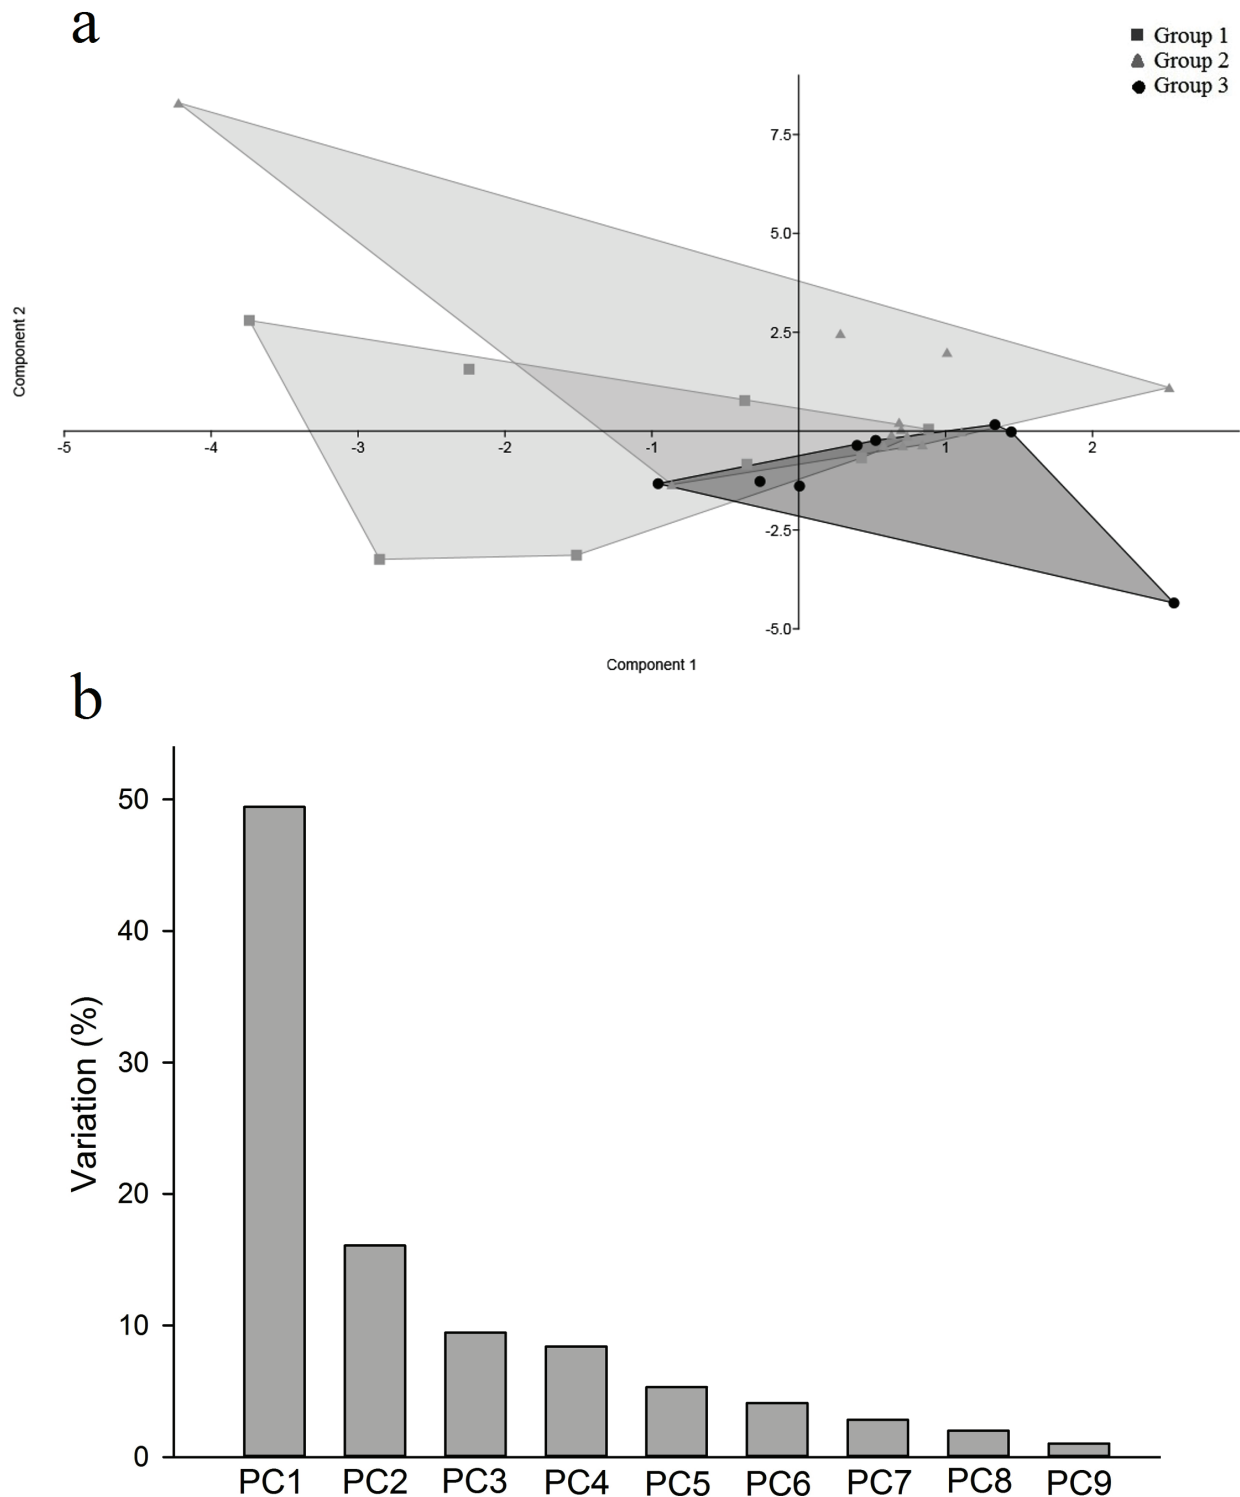 a
Group 1
Group 2
Group 3
7.5
5.0
2.5
-5 -4 -3 -2 -1 1 2
-2.5
-5.0
Component 2
Component 1
b
50
40
30
20
10
0
Variation (%)
PC1 PC2 PC3 PC4 PC5 PC6 PC7 PC8 PC9